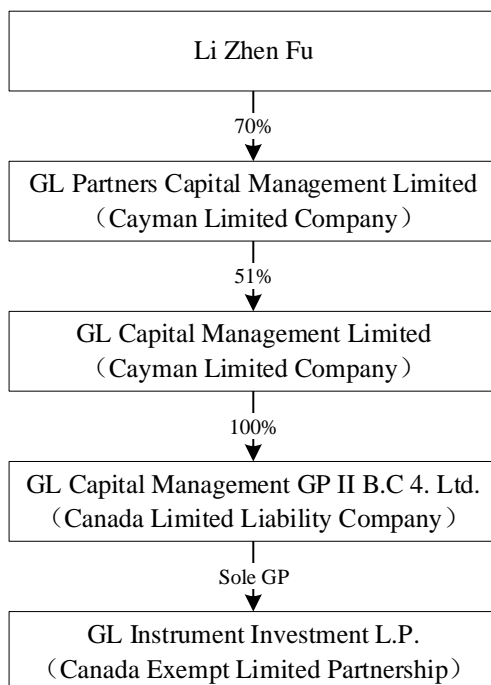 Li Zhen Fu
70%
GL Partners Capital Management Limited
（Cayman Limited Company）
51%
GL Capital Management Limited
（Cayman Limited Company）
100%
GL Capital Management GP II B.C 4. Ltd.
（Canada Limited Liability Company）
Sole GP
GL Instrument Investment L.P.
（Canada Exempt Limited Partnership）